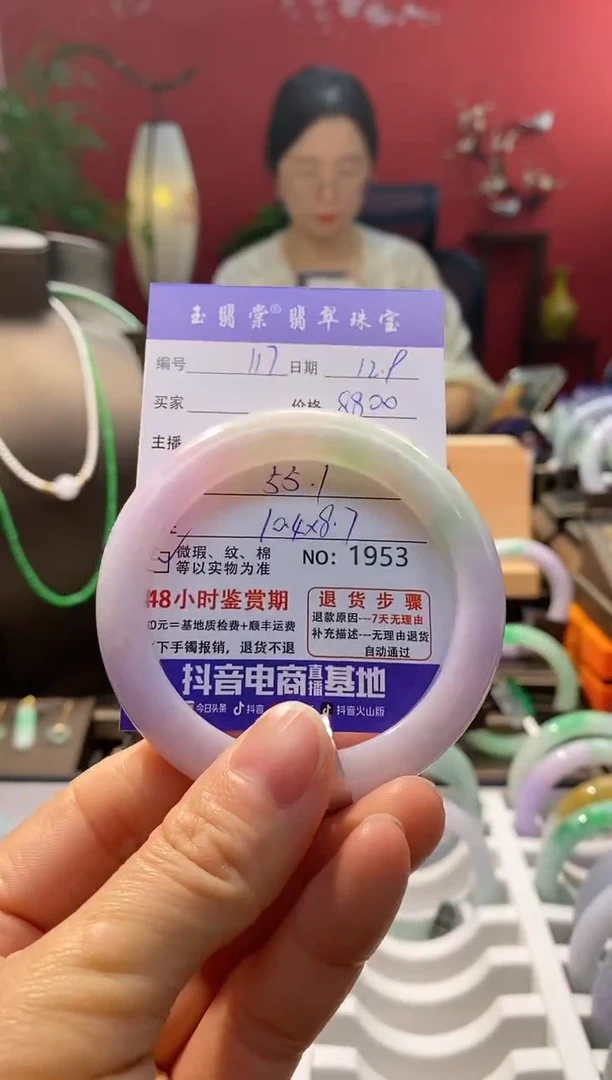 玉翡棠®翡翠珠宝
编号 117 日期 12.9
买家 价格 8800
主播
55.1
10.4x8.7
微瑕、纹、棉
等以实物为准
NO: 1953
48小时鉴赏期
0元=基地质检费+顺丰运费
下手镯报销,退货不退
退货步骤
退款原因---7天无理由
补充描述---无理由退货
自动通过
抖音电商直播基地
今日头条 抖音 抖音火山版